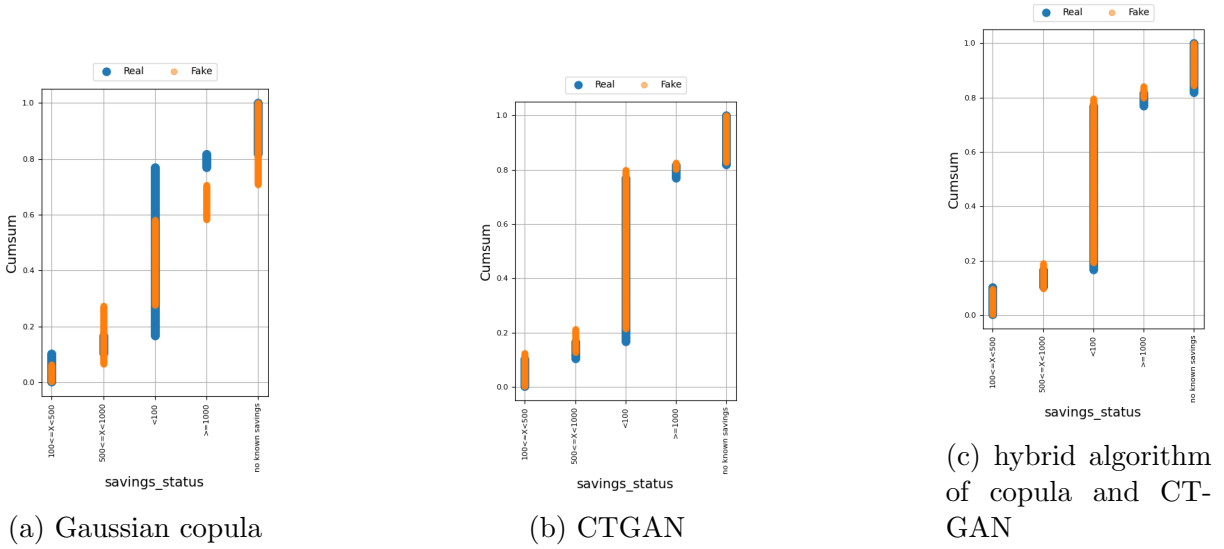 Real Fake
1.0
0.8
0.6
0.4
0.2
0.0
Cumsum
100<=X<500
500<=X<1000
<100
>=1000
no known savings
savings_status
(a) Gaussian copula
Real Fake
1.0
0.8
0.6
0.4
0.2
0.0
Cumsum
100<=X<500
500<=X<1000
<100
>=1000
no known savings
savings_status
(b) CTGAN
Real Fake
1.0
0.8
0.6
0.4
0.2
0.0
Cumsum
100<=X<500
500<=X<1000
<100
>=1000
no known savings
savings_status
(c) hybrid algorithm
of copula and CT-
GAN